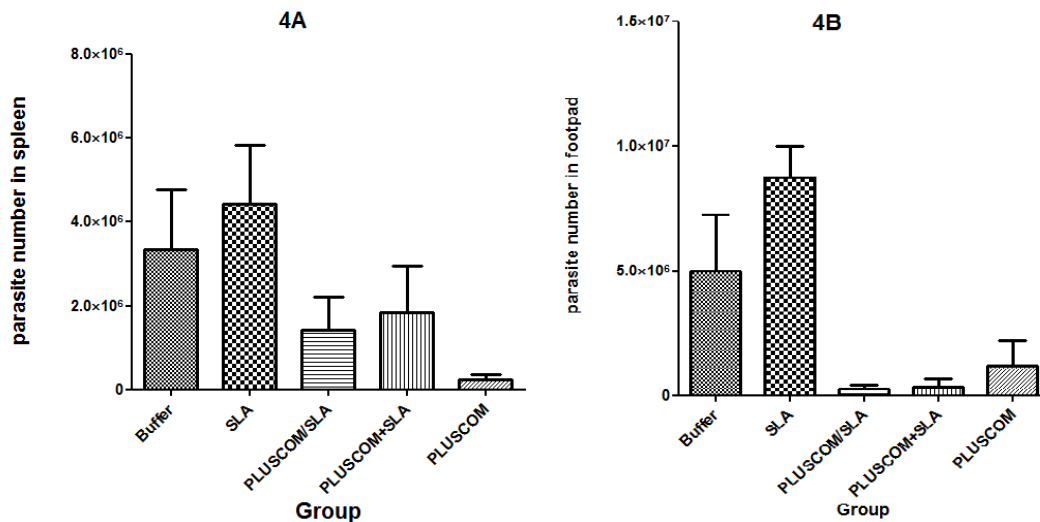 4A
parasite number in spleen
8.0×10⁶
6.0×10⁶
4.0×10⁶
2.0×10⁶
0
Buffer
SLA
PLUSCOM/SLA
PLUSCOM+SLA
PLUSCOM
Group
4B
parasite number in footpad
1.5×10⁷
1.0×10⁷
5.0×10⁶
0
Buffer
SLA
PLUSCOM/SLA
PLUSCOM+SLA
PLUSCOM
Group